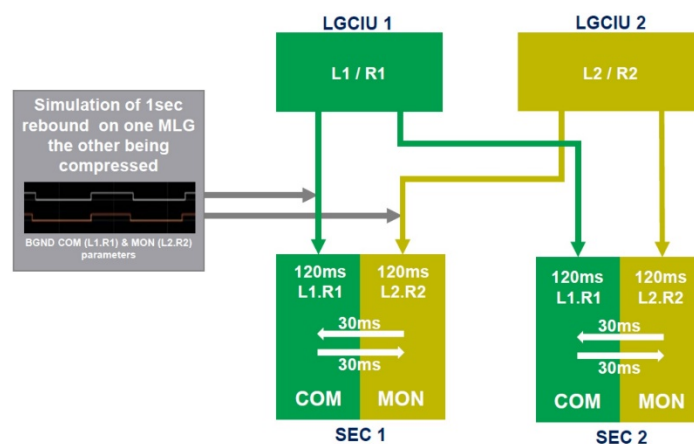 LGCIU 1
LGCIU 2
L1 / R1
L2 / R2
Simulation of 1sec
rebound on one MLG
the other being
compressed
BGND COM (L1.R1) & MON (L2.R2)
parameters
120ms
L1.R1
120ms
L2.R2
30ms
30ms
COM
MON
SEC 1
120ms
L1.R1
120ms
L2.R2
30ms
30ms
COM
MON
SEC 2